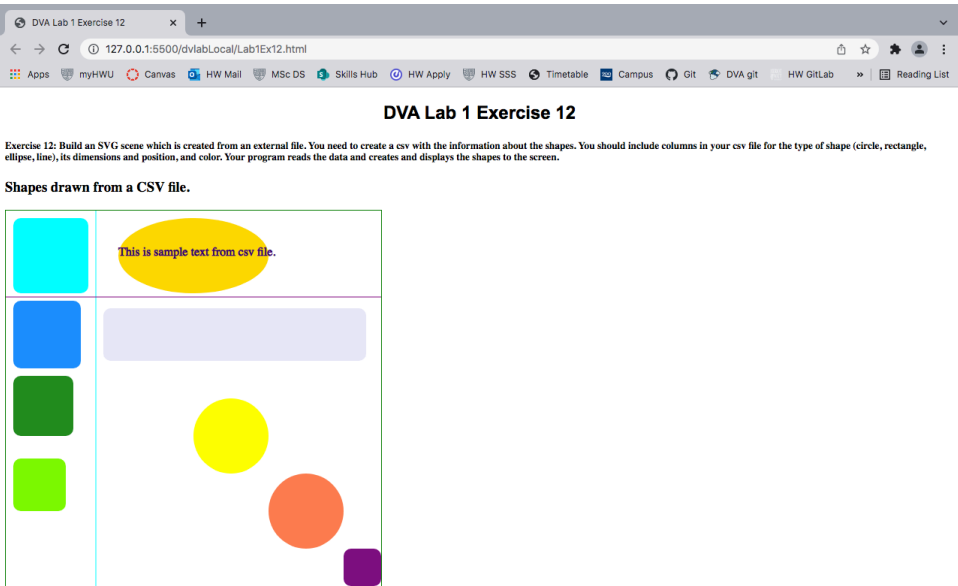 DVA Lab 1 Exercise 12
127.0.0.1:5500/dvlabLocal/Lab1Ex12.html
Apps myHWU Canvas HW Mail MSc DS Skills Hub HW Apply HW SSS Timetable Campus Git DVA git HW GitLab » Reading List
DVA Lab 1 Exercise 12
Exercise 12: Build an SVG scene which is created from an external file. You need to create a csv with the information about the shapes. You should include columns in your csv file for the type of shape (circle, rectangle,
ellipse, line), its dimensions and position, and color. Your program reads the data and creates and displays the shapes to the screen.
Shapes drawn from a CSV file.
This is sample text from csv file.